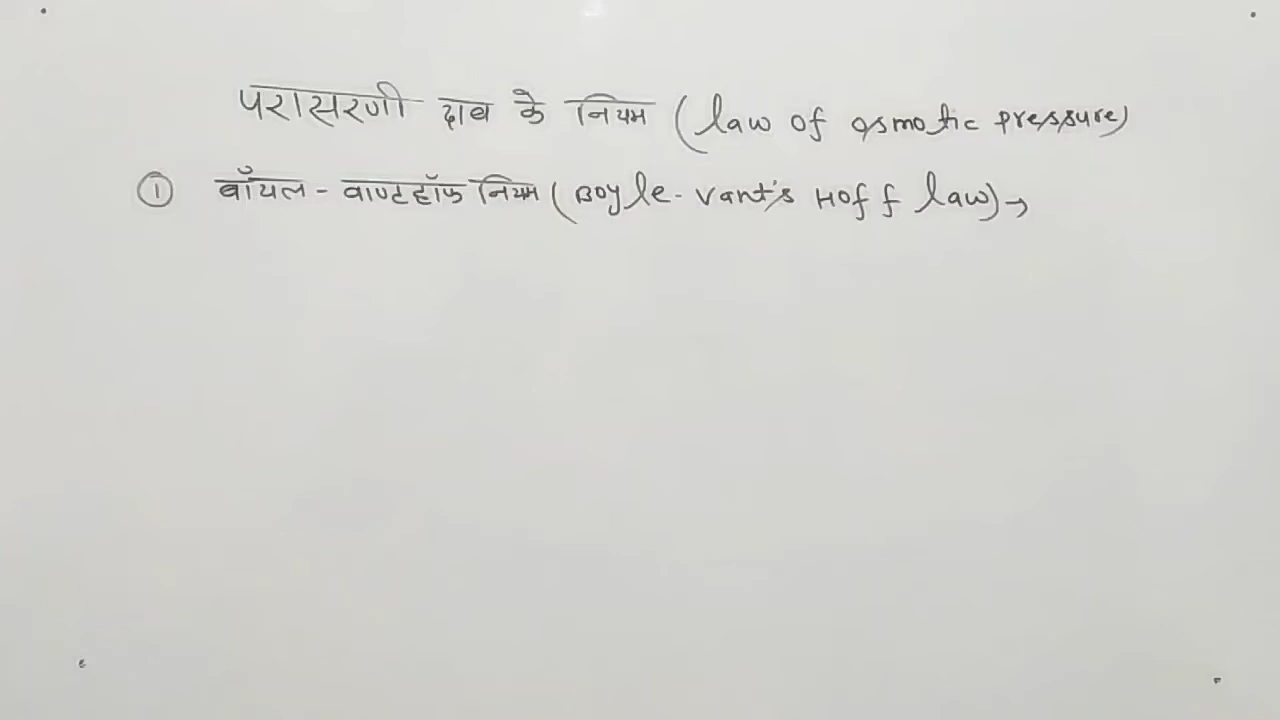 परासरणी दाब के नियम (law of osmotic pressure)
① बॉयल - वाण्टहॉफ नियम (Boyle - Vant's Hoff law) →